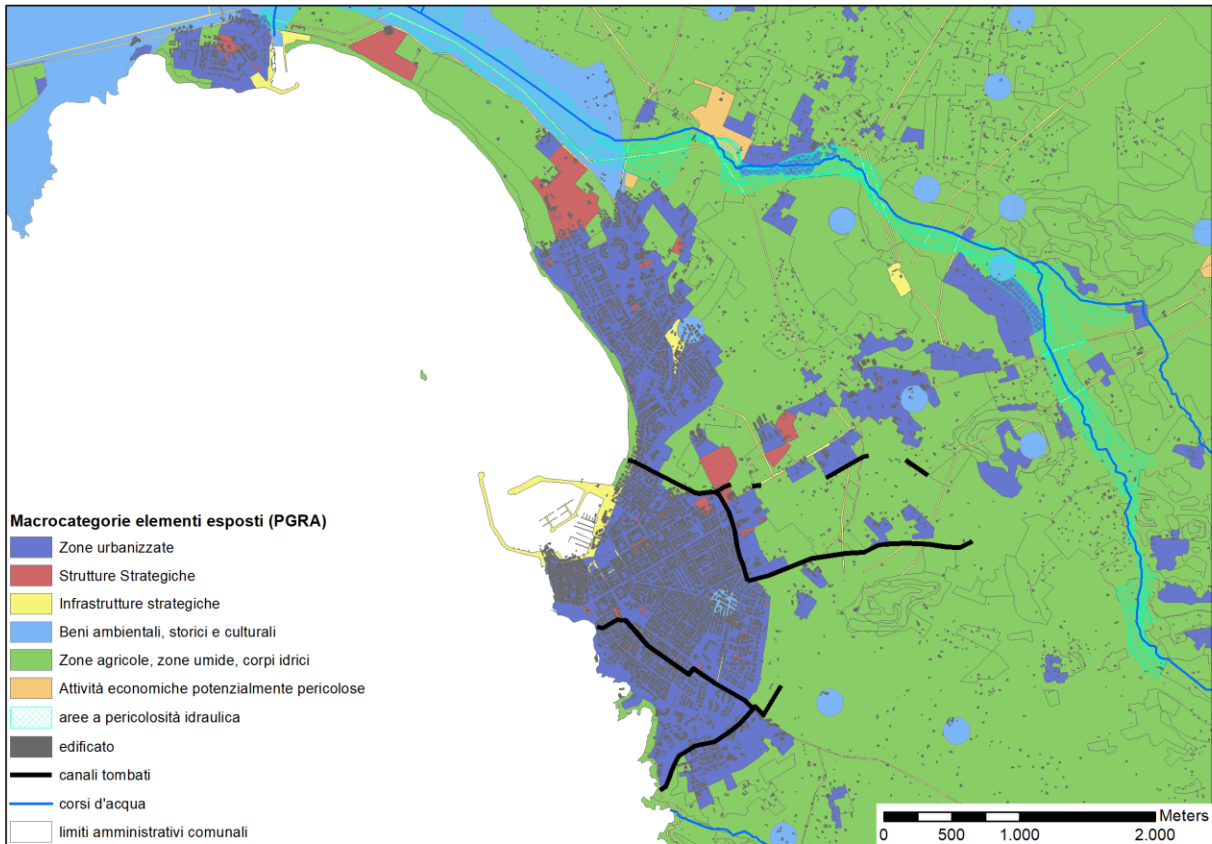 Macrocategorie elementi esposti (PGRA)
Zone urbanizzate
Strutture Strategiche
Infrastrutture strategiche
Beni ambientali, storici e culturali
Zone agricole, zone umide, corpi idrici
Attività economiche potenzialmente pericolose
aree a pericolosità idraulica
edificato
canali tombati
corsi d'acqua
limiti amministrativi comunali
Meters
0 500 1.000 2.000